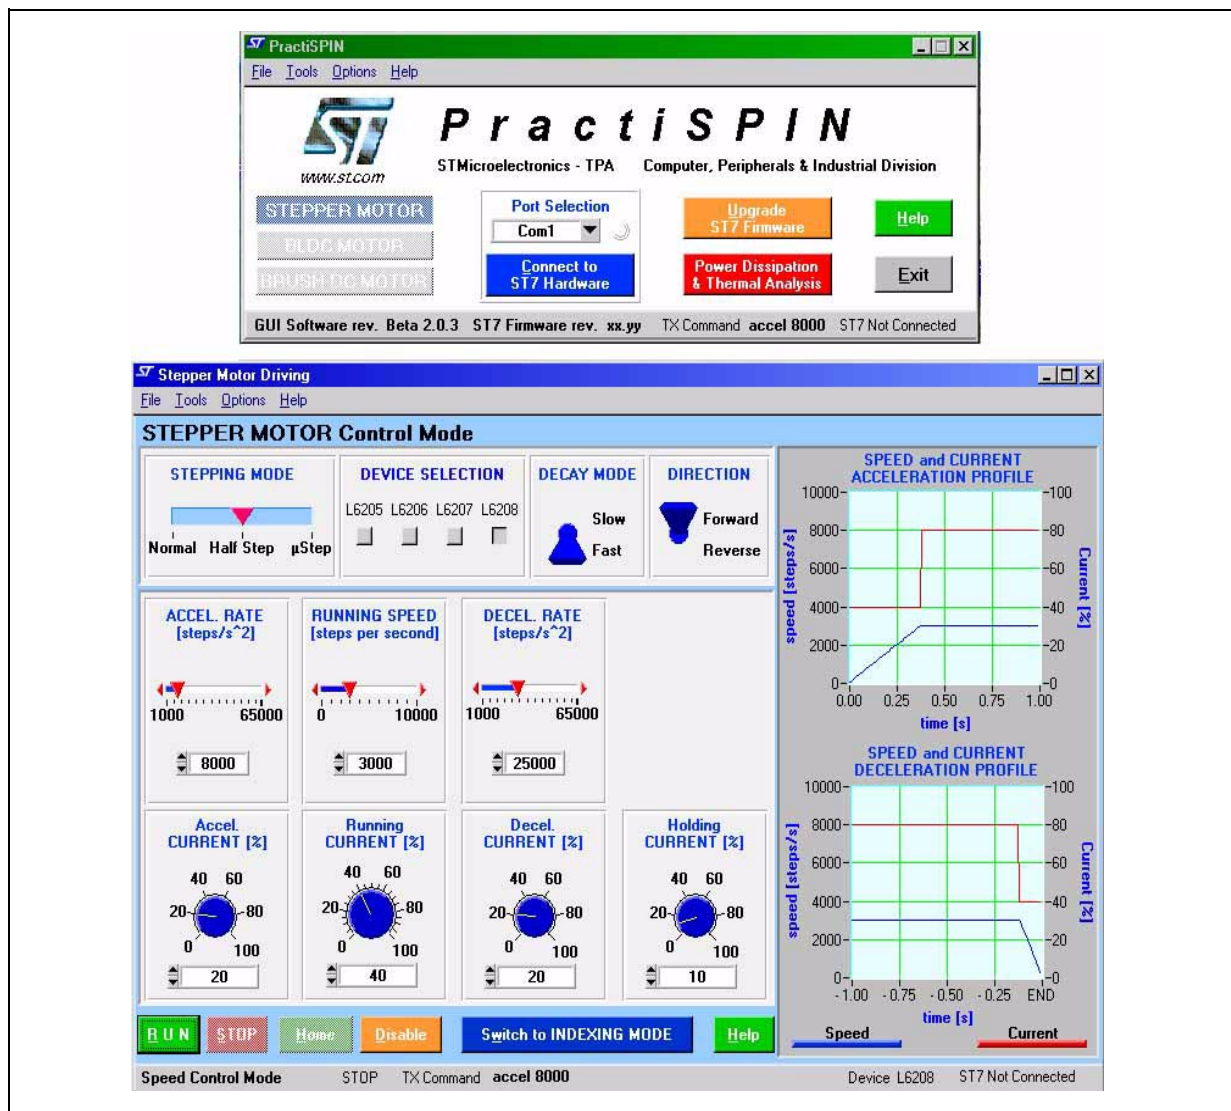 PractiSPIN
File Tools Options Help
ST
PractiSPIN
www.st.com
STMicroelectronics - TPA Computer, Peripherals & Industrial Division
STEPPER MOTOR
BLDC MOTOR
BRUSH DC MOTOR
Port Selection
Com1
Connect to
ST7 Hardware
Upgrade
ST7 Firmware
Power Dissipation
& Thermal Analysis
Help
Exit
GUI Software rev. Beta 2.0.3 ST7 Firmware rev. xx.yy TX Command accel 8000 ST7 Not Connected
Stepper Motor Driving
File Tools Options Help
STEPPER MOTOR Control Mode
STEPPING MODE
Normal Half Step µStep
DEVICE SELECTION
L6205 L6206 L6207 L6208
DECAY MODE
Slow
Fast
DIRECTION
Forward
Reverse
ACCEL. RATE
[steps/s^2]
1000 65000
8000
RUNNING SPEED
[steps per second]
0 10000
3000
DECEL. RATE
[steps/s^2]
1000 65000
25000
Accel.
CURRENT [%]
40 60
20 80
0 100
20
Running
CURRENT [%]
40 60
20 80
0 100
40
Decel.
CURRENT [%]
40 60
20 80
0 100
20
Holding
CURRENT [%]
40 60
20 80
0 100
10
SPEED and CURRENT
ACCELERATION PROFILE
10000 100
8000 80
6000 60
4000 40
2000 20
0 0
speed [steps/s]
Current [%]
0.00 0.25 0.50 0.75 1.00
time [s]
SPEED and CURRENT
DECELERATION PROFILE
10000 100
8000 80
6000 60
4000 40
2000 20
0 0
speed [steps/s]
Current [%]
-1.00 -0.75 -0.50 -0.25 END
time [s]
Speed Current
RUN STOP Home Disable Switch to INDEXING MODE Help
Speed Control Mode STOP TX Command accel 8000 Device L6208 ST7 Not Connected